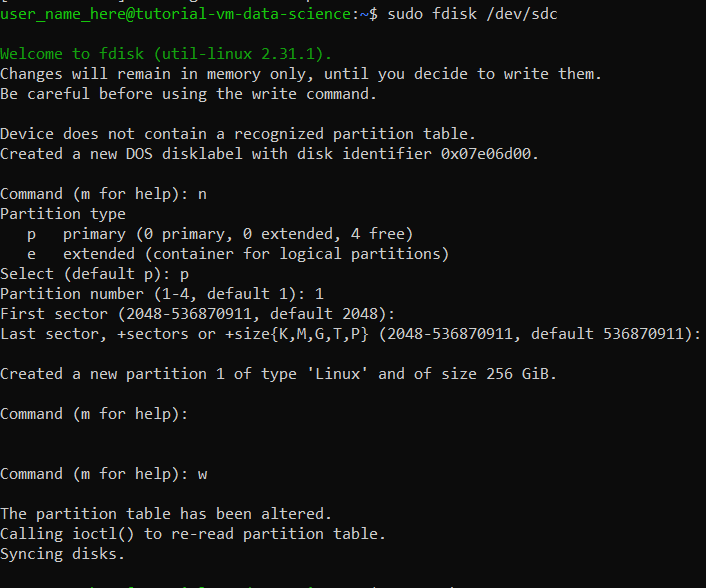 user_name_here@tutorial-vm-data-science:~$ sudo fdisk /dev/sdc
Welcome to fdisk (util-linux 2.31.1).
Changes will remain in memory only, until you decide to write them.
Be careful before using the write command.
Device does not contain a recognized partition table.
Created a new DOS disklabel with disk identifier 0x07e06d00.
Command (m for help): n
Partition type
   p   primary (0 primary, 0 extended, 4 free)
   e   extended (container for logical partitions)
Select (default p): p
Partition number (1-4, default 1): 1
First sector (2048-536870911, default 2048):
Last sector, +sectors or +size{K,M,G,T,P} (2048-536870911, default 536870911):
Created a new partition 1 of type 'Linux' and of size 256 GiB.
Command (m for help):
Command (m for help): w
The partition table has been altered.
Calling ioctl() to re-read partition table.
Syncing disks.